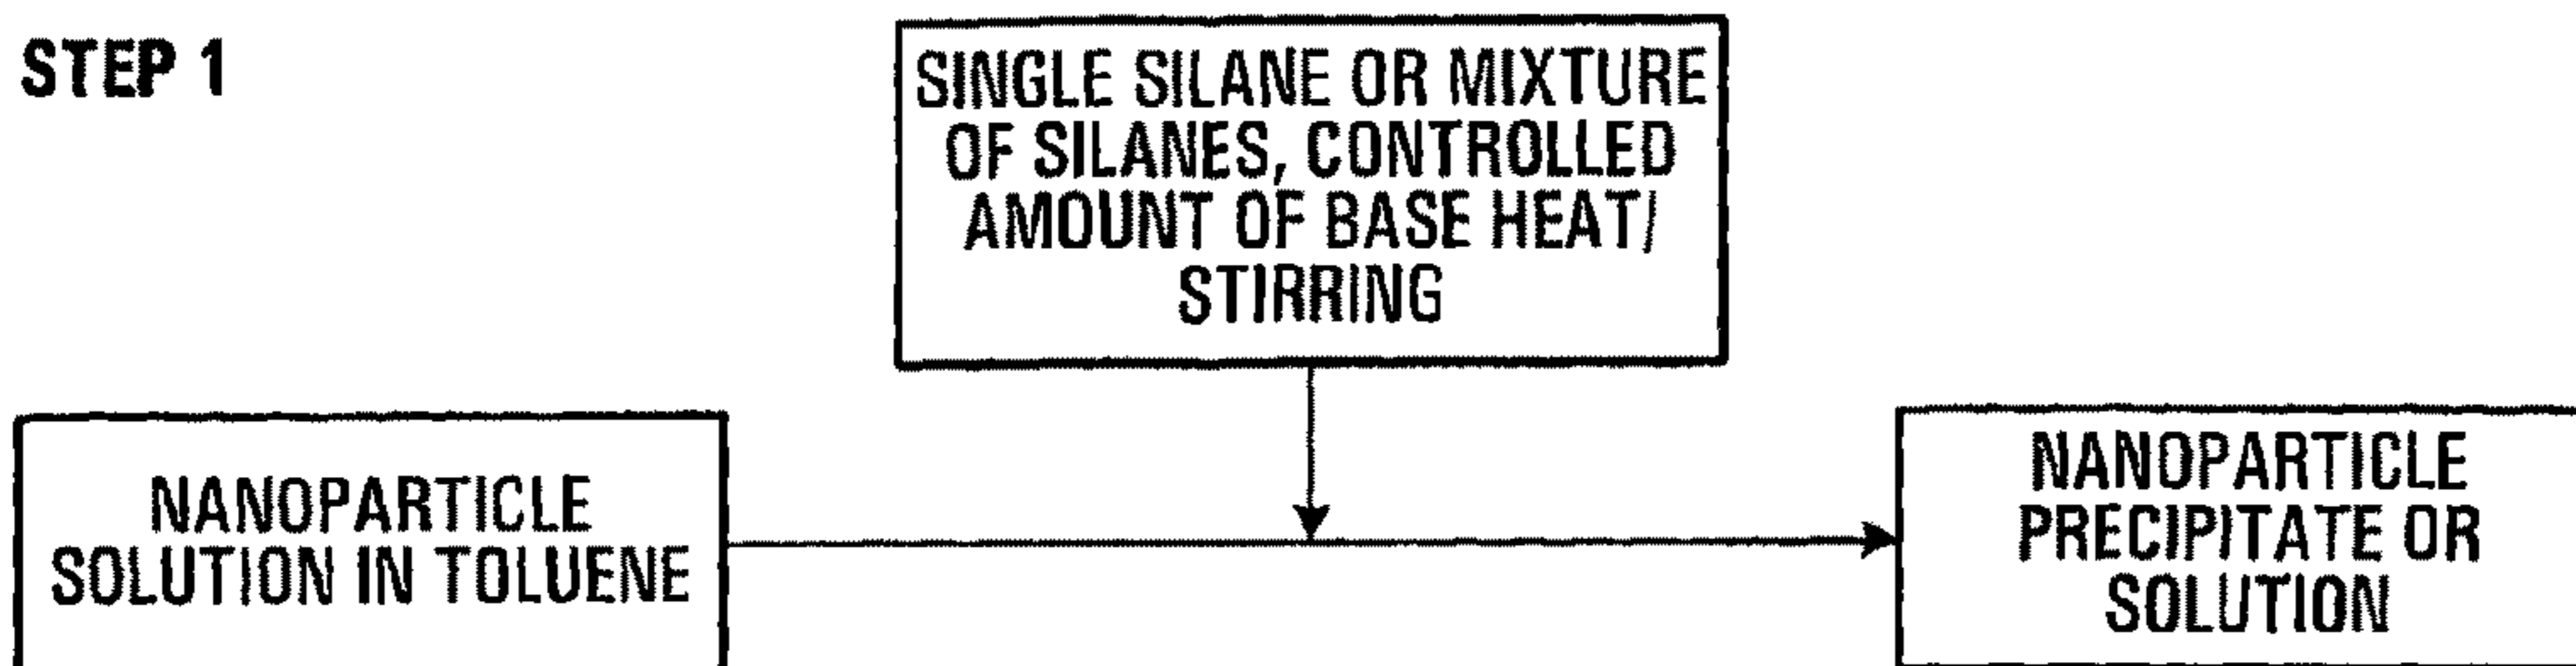 STEP 1
SINGLE SILANE OR MIXTURE
OF SILANES, CONTROLLED
AMOUNT OF BASE HEAT/
STIRRING
NANOPARTICLE
SOLUTION IN TOLUENE
NANOPARTICLE
PRECIPITATE OR
SOLUTION